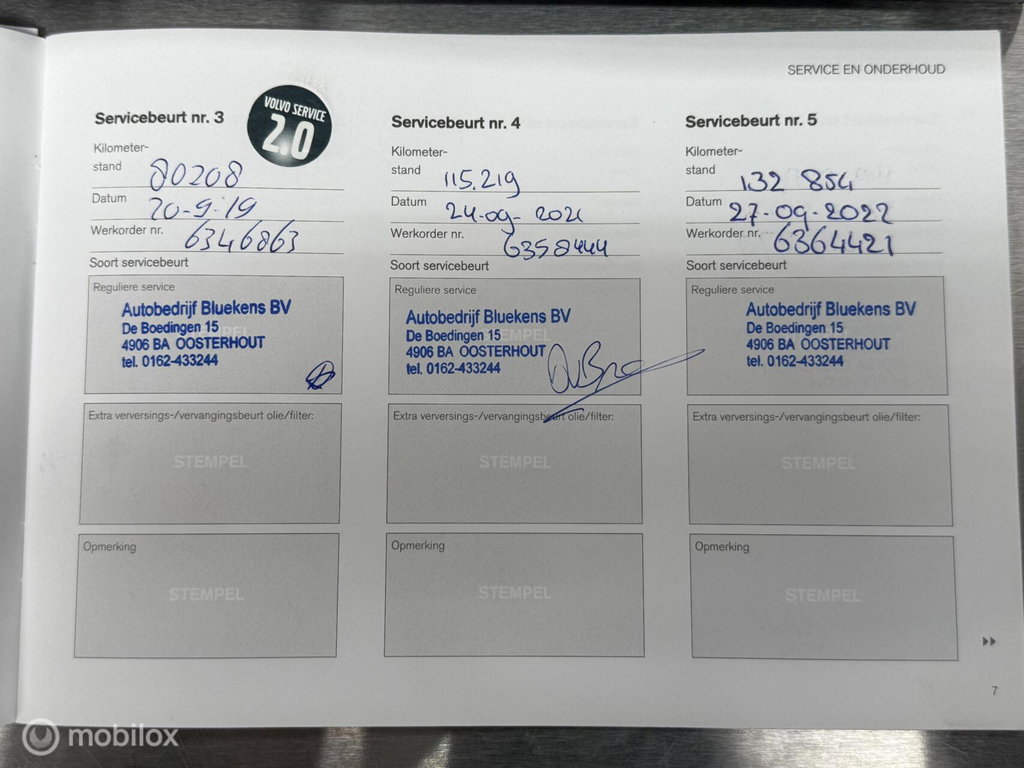 SERVICE EN ONDERHOUD
Servicebeurt nr. 3
VOLVO SERVICE
2.0
Kilometer-
stand 80208
Datum 20-9-19
Werkorder nr. 6346863
Soort servicebeurt
Reguliere service
Autobedrijf Bluekens BV
De Boedingen 15
4906 BA OOSTERHOUT
tel. 0162-433244
Extra verversings-/vervangingsbeurt olie/filter:
STEMPEL
Opmerking
STEMPEL
Servicebeurt nr. 4
Kilometer-
stand 115.219
Datum 24-09-2021
Werkorder nr. 6358444
Soort servicebeurt
Reguliere service
Autobedrijf Bluekens BV
De Boedingen 15
4906 BA OOSTERHOUT
tel. 0162-433244
Extra verversings-/vervangingsbeurt olie/filter:
STEMPEL
Opmerking
STEMPEL
Servicebeurt nr. 5
Kilometer-
stand 132 854
Datum 27-09-2022
Werkorder nr. 6364421
Soort servicebeurt
Reguliere service
Autobedrijf Bluekens BV
De Boedingen 15
4906 BA OOSTERHOUT
tel. 0162-433244
Extra verversings-/vervangingsbeurt olie/filter:
STEMPEL
Opmerking
STEMPEL
7
mobilox